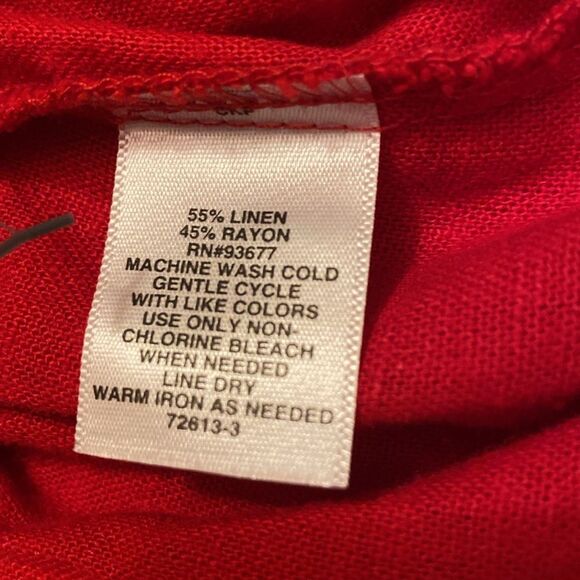 55% LINEN
45% RAYON
RN#93677
MACHINE WASH COLD
GENTLE CYCLE
WITH LIKE COLORS
USE ONLY NON-
CHLORINE BLEACH
WHEN NEEDED
LINE DRY
WARM IRON AS NEEDED
72613-3